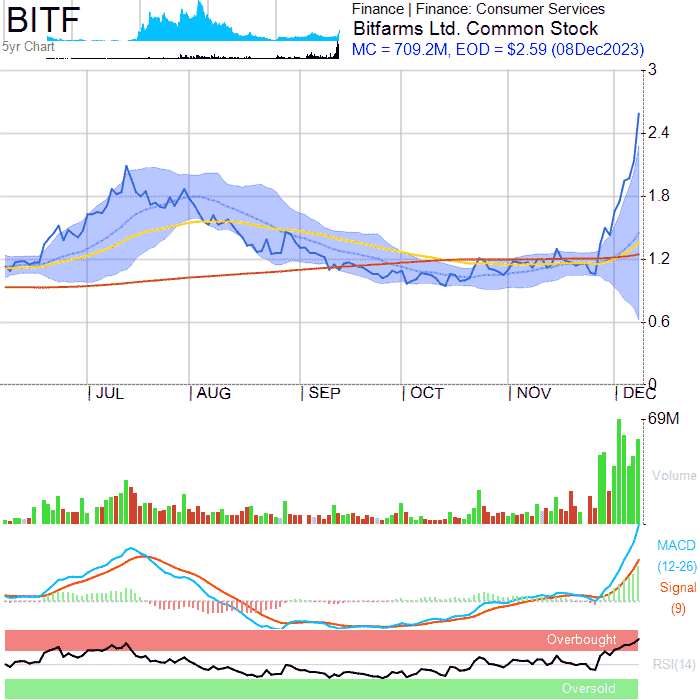 BITF
5yr Chart
Finance | Finance: Consumer Services
Bitfarms Ltd. Common Stock
MC = 709.2M, EOD = $2.59 (08Dec2023)
3
2.4
1.8
1.2
0.6
0
JUL AUG SEP OCT NOV DEC
69M
Volume
MACD
(12-26)
Signal
(9)
Overbought
RSI(14)
Oversold